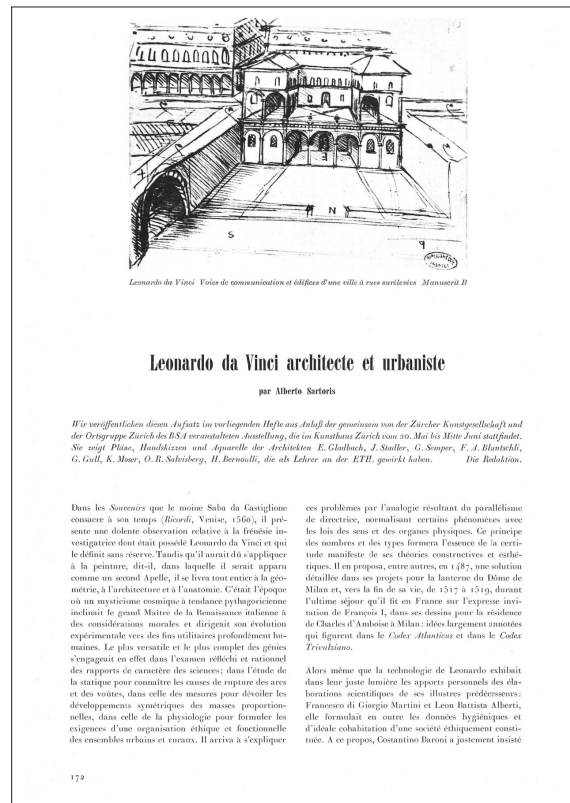 Leonardo da Vinci Voies de communication et édifices d'une ville à rues surélevées Manuscrit B
Leonardo da Vinci architecte et urbaniste
par Alberto Sartoris
Wir veröffentlichen diesen Aufsatz im vorliegenden Hefte aus Anlaß der gemeinsam von der Zürcher Kunstgesellschaft und
der Ortsgruppe Zürich des BSA veranstalteten Ausstellung, die im Kunsthaus Zürich vom 20. Mai bis Mitte Juni stattfindet.
Sie zeigt Pläne, Handskizzen und Aquarelle der Architekten E. Gladbach, J. Stadler, G. Semper, F. A. Bluntschli,
G. Gull, K. Moser, O. R. Salvisberg, H. Bernoulli, die als Lehrer an der ETH. gewirkt haben. Die Redaktion.
Dans les Souvenirs que le moine Saba da Castiglione
consacre à son temps (Ricordi, Venise, 1560), il pré-
sente une dolente observation relative à la frénésie in-
vestigatrice dont était possédé Leonardo da Vinci et qui
le définit sans réserve. Tandis qu'il aurait dû s'appliquer
à la peinture, dit-il, dans laquelle il serait apparu
comme un second Apelle, il se livra tout entier à la géo-
métrie, à l'architecture et à l'anatomie. C'était l'époque
où un mysticisme cosmique à tendance pythagoricienne
inclinait le grand Maître de la Renaissance italienne à
des considérations morales et dirigeait son évolution
expérimentale vers des fins utilitaires profondément hu-
maines. Le plus versatile et le plus complet des génies
s'engageait en effet dans l'examen réfléchi et rationnel
des rapports de caractère des sciences; dans l'étude de
la statique pour connaître les causes de rupture des arcs
et des voûtes, dans celle des mesures pour dévoiler les
développements symétriques des masses proportion-
nelles, dans celle de la physiologie pour formuler les
exigences d'une organisation éthique et fonctionnelle
des ensembles urbains et ruraux. Il arriva à s'expliquer
ces problèmes par l'analogie résultant du parallélisme
de directrice, normalisant certains phénomènes avec
les lois des sens et des organes physiques. Ce principe
des nombres et des types formera l'essence de la certi-
tude manifeste de ses théories constructives et esthé-
tiques. Il en proposa, entre autres, en 1487, une solution
détaillée dans ses projets pour la lanterne du Dôme de
Milan et, vers la fin de sa vie, de 1517 à 1519, durant
l'ultime séjour qu'il fit en France sur l'expresse invi-
tation de François I, dans ses dessins pour la résidence
de Charles d'Amboise à Milan: idées largement annotées
qui figurent dans le Codex Atlanticus et dans le Codex
Trivulziano.
Alors même que la technologie de Leonardo exhibait
dans leur juste lumière les apports personnels des éla-
borations scientifiques de ses illustres prédécesseurs:
Francesco di Giorgio Martini et Leon Battista Alberti,
elle formulait en outre les données hygiéniques et
d'idéale cohabitation d'une société éthiquement consti-
tuée. A ce propos, Costantino Baroni a justement insisté
172